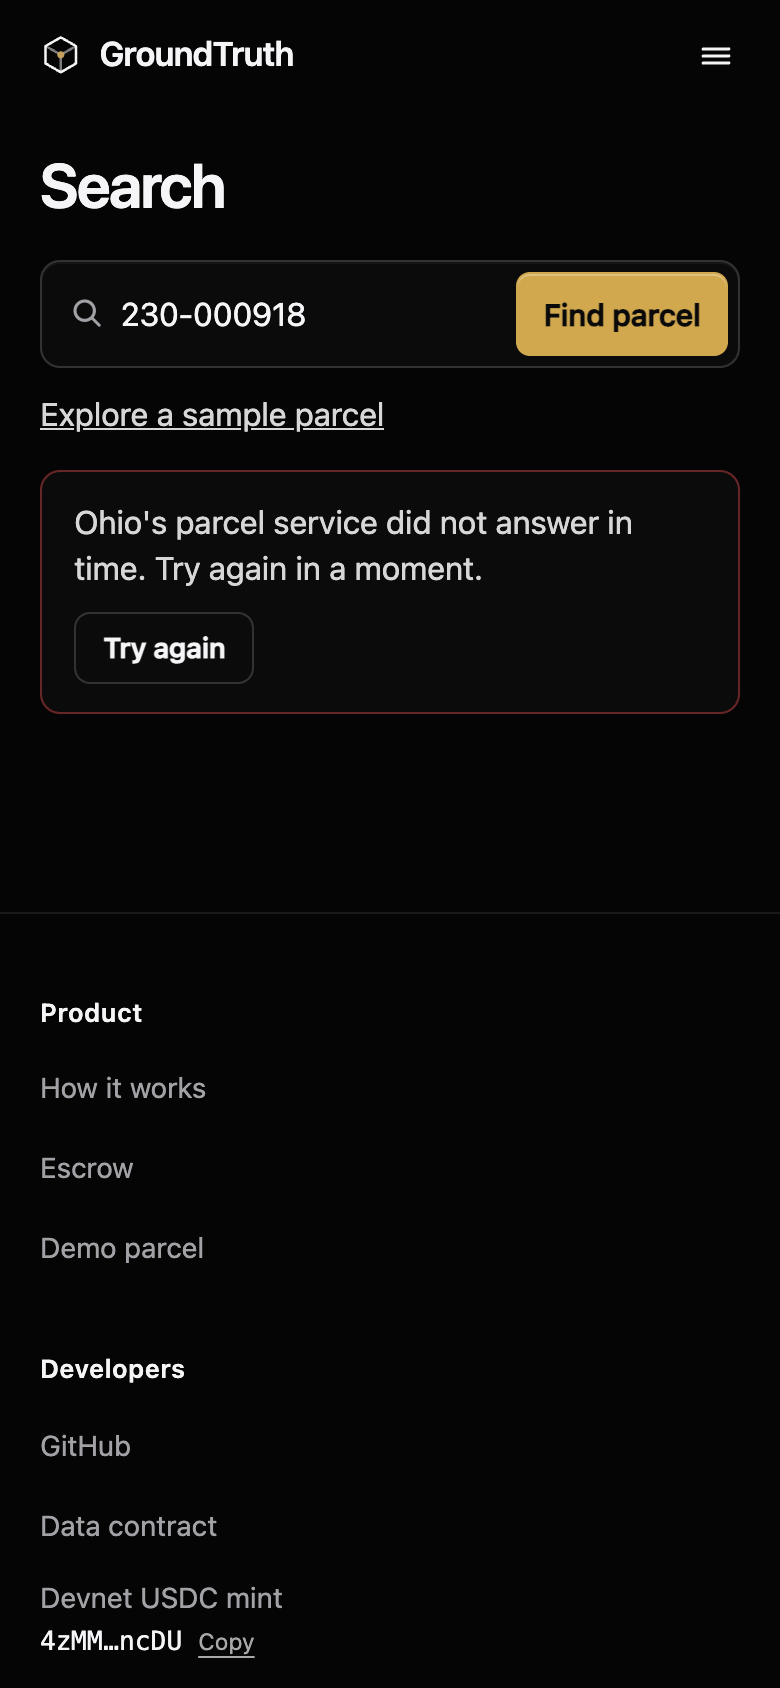 GroundTruth
Search
230-000918
Find parcel
Explore a sample parcel
Ohio's parcel service did not answer in
time. Try again in a moment.
Try again
Product
How it works
Escrow
Demo parcel
Developers
GitHub
Data contract
Devnet USDC mint
4zMM…ncDU Copy